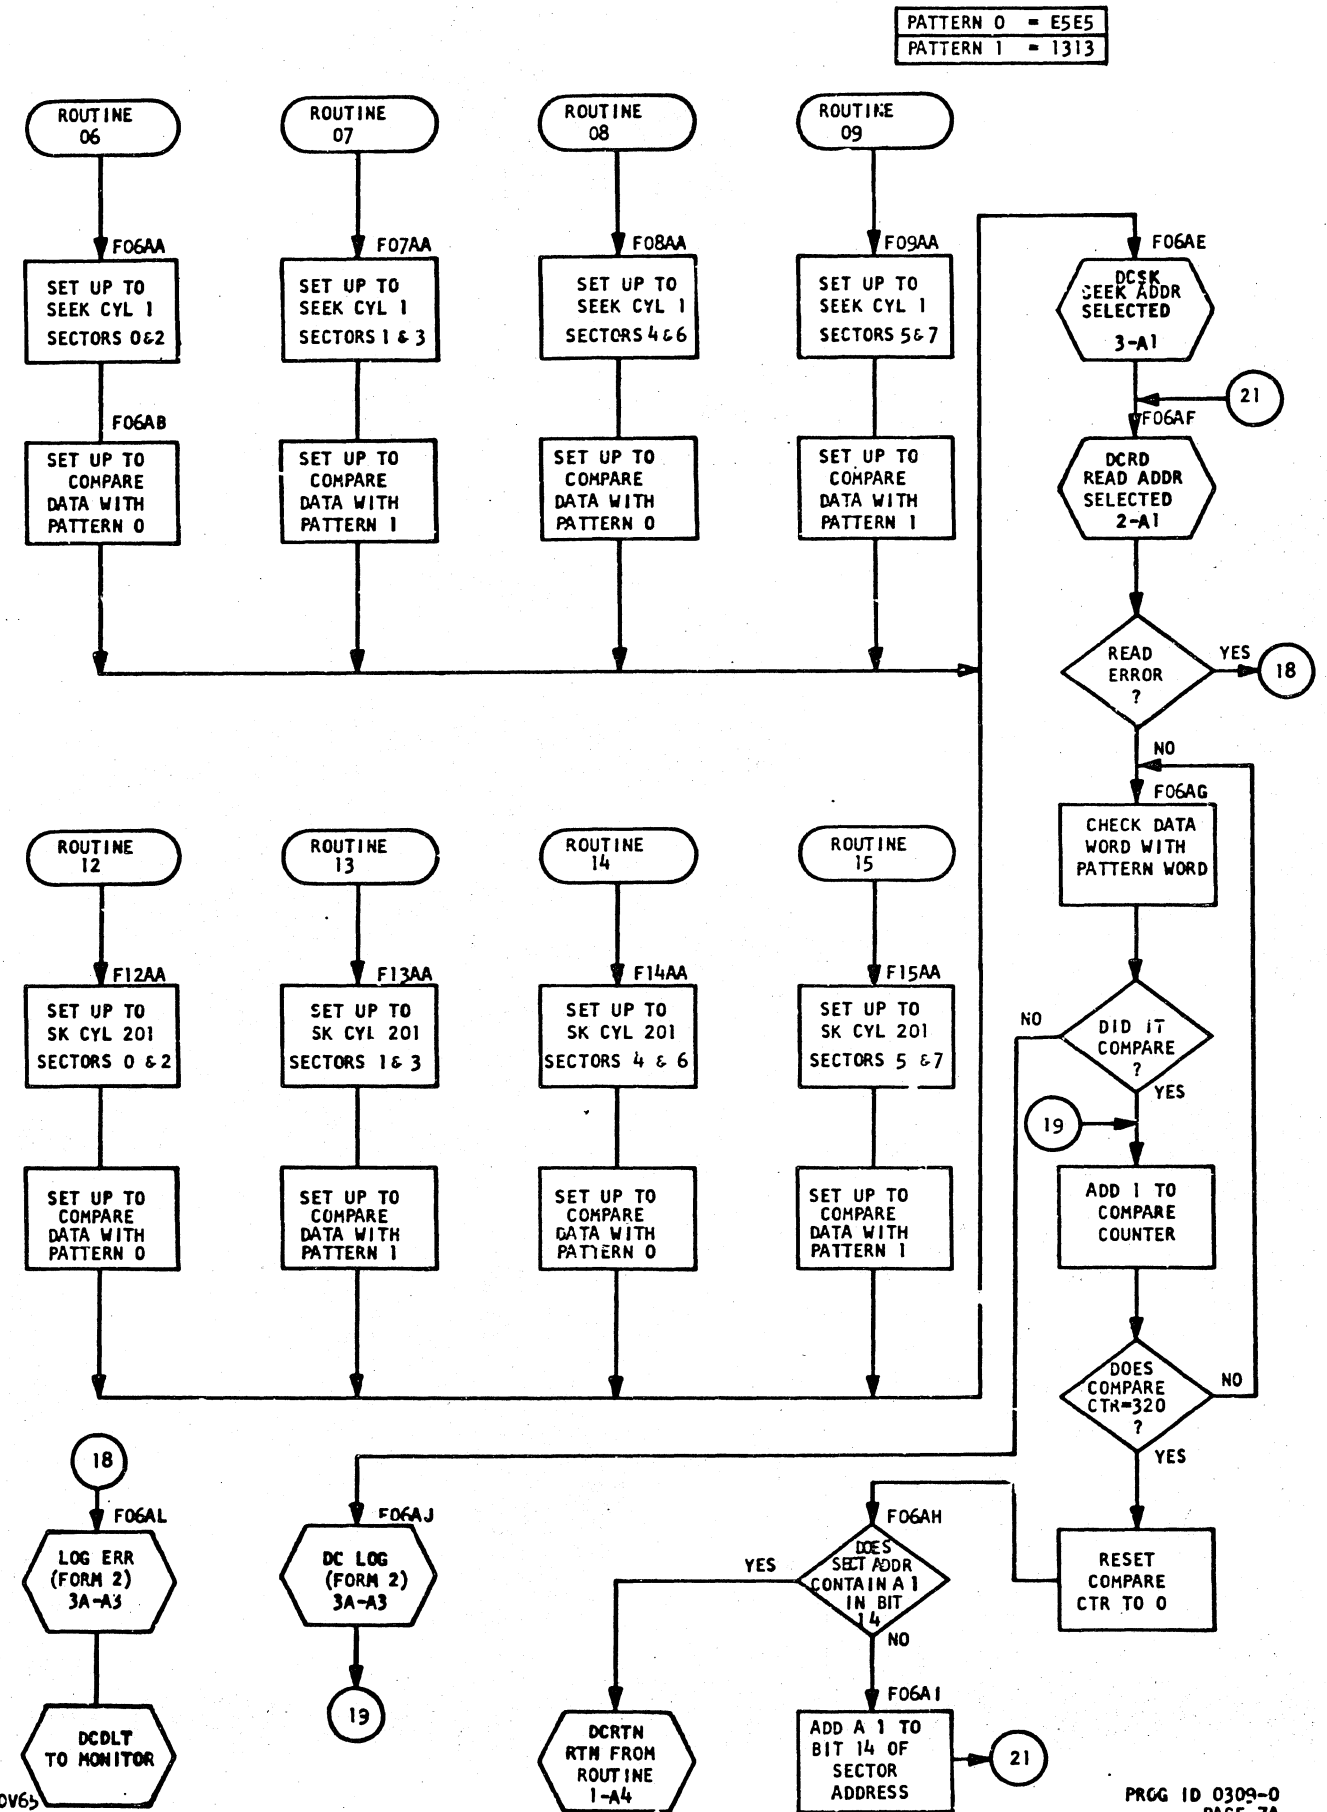 PATTERN 0 = E5E5
PATTERN 1 = 1313
ROUTINE
06
ROUTINE
07
ROUTINE
08
ROUTINE
09
F06AA
SET UP TO
SEEK CYL 1
SECTORS 0&2
F07AA
SET UP TO
SEEK CYL 1
SECTORS 1 & 3
F08AA
SET UP TO
SEEK CYL 1
SECTORS 4&6
F09AA
SET UP TO
SEEK CYL 1
SECTORS 5&7
F06AE
DCSK
SEEK ADDR
SELECTED
3-A1
21
F06AB
SET UP TO
COMPARE
DATA WITH
PATTERN 0
SET UP TO
COMPARE
DATA WITH
PATTERN 1
SET UP TO
COMPARE
DATA WITH
PATTERN 0
SET UP TO
COMPARE
DATA WITH
PATTERN 1
F06AF
DCRD
READ ADDR
SELECTED
2-A1
READ
ERROR
?
YES
18
NO
F06AG
CHECK DATA
WORD WITH
PATTERN WORD
ROUTINE
12
ROUTINE
13
ROUTINE
14
ROUTINE
15
F12AA
SET UP TO
SK CYL 201
SECTORS 0 & 2
F13AA
SET UP TO
SK CYL 201
SECTORS 1& 3
F14AA
SET UP TO
SK CYL 201
SECTORS 4 & 6
F15AA
SET UP TO
SK CYL 201
SECTORS 5 &7
NO
DID IT
COMPARE
?
YES
19
SET UP TO
COMPARE
DATA WITH
PATTERN 0
SET UP TO
COMPARE
DATA WITH
PATTERN 1
SET UP TO
COMPARE
DATA WITH
PATTERN 0
SET UP TO
COMPARE
DATA WITH
PATTERN 1
ADD 1 TO
COMPARE
COUNTER
DOES
COMPARE
CTR=320
?
NO
YES
18
F06AL
LOG ERR
(FORM 2)
3A-A3
F06AJ
DC LOG
(FORM 2)
3A-A3
F06AH
DOES
SECT ADDR
CONTAIN A 1
IN BIT
14
YES
NO
RESET
COMPARE
CTR TO 0
19
DCDLT
TO MONITOR
DCRTN
RTN FROM
ROUTINE
1-A4
F06AI
ADD A 1 TO
BIT 14 OF
SECTOR
ADDRESS
21
OV65
PROG ID 0309-0
PAGE 7A